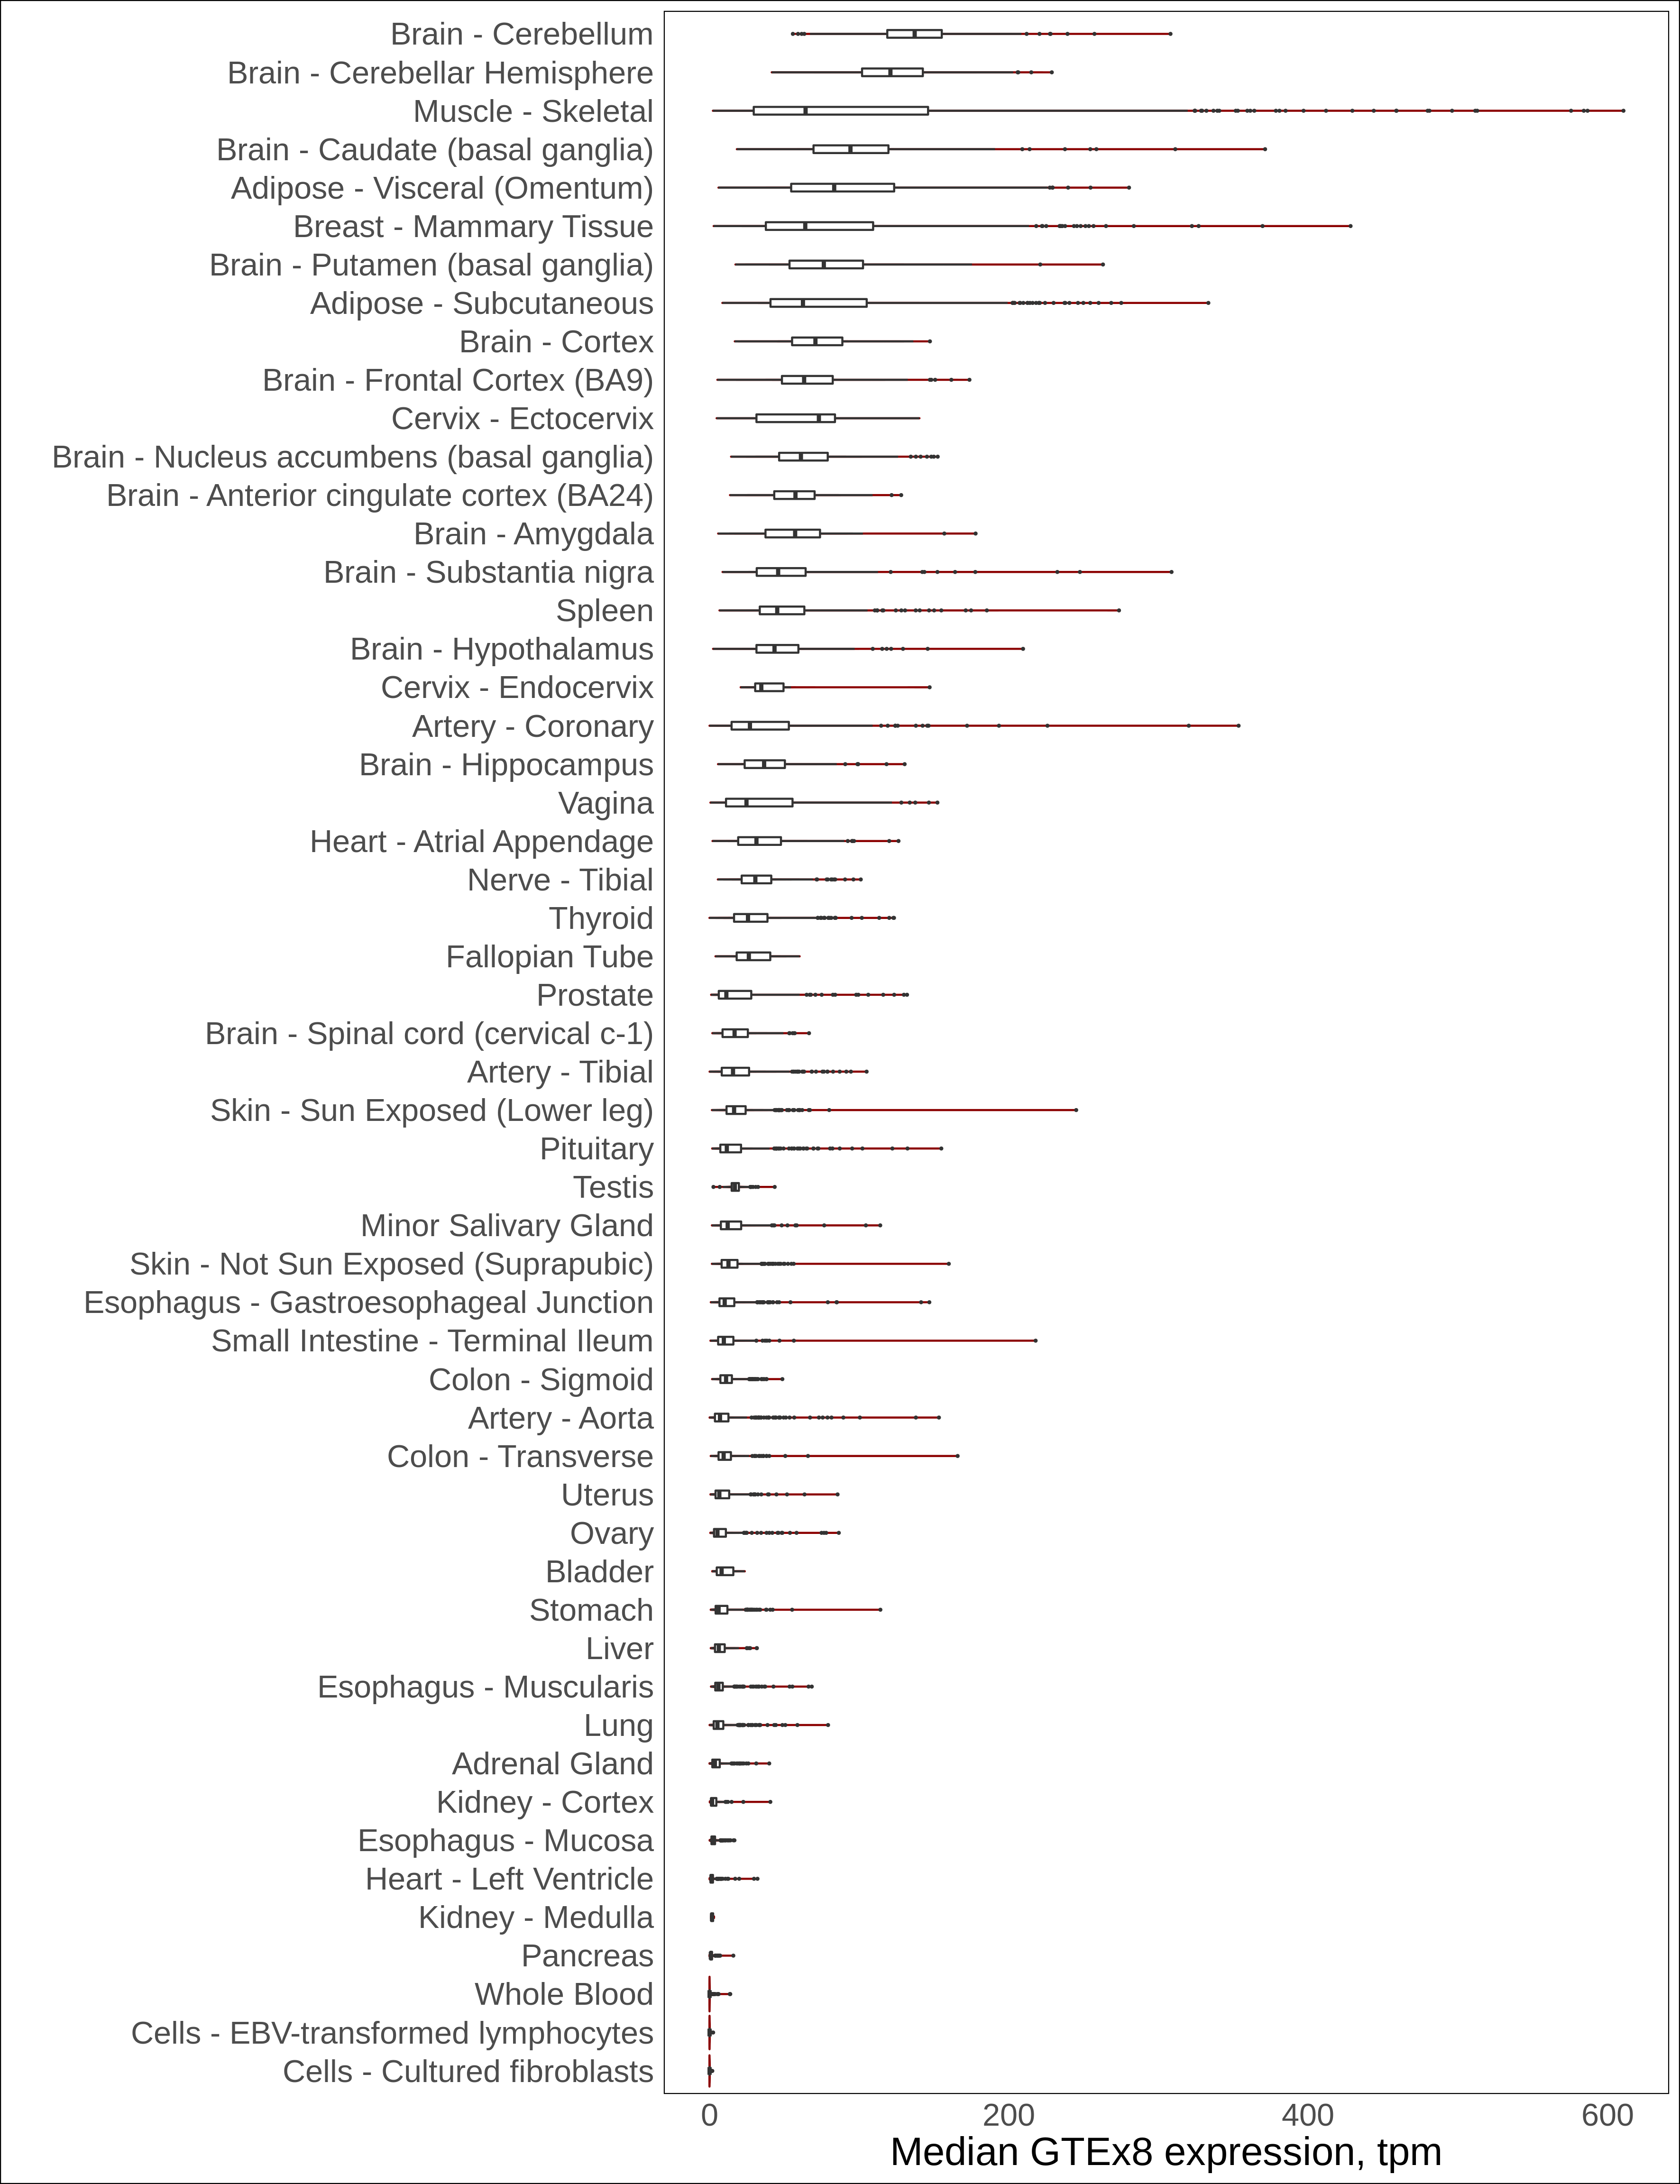 Brain - Cerebellum
Brain - Cerebellar Hemisphere
Muscle - Skeletal
Brain - Caudate (basal ganglia)
Adipose - Visceral (Omentum)
Breast - Mammary Tissue
Brain - Putamen (basal ganglia)
Adipose - Subcutaneous
Brain - Cortex
Brain - Frontal Cortex (BA9)
Cervix - Ectocervix
Brain - Nucleus accumbens (basal ganglia)
Brain - Anterior cingulate cortex (BA24)
Brain - Amygdala
Brain - Substantia nigra
Spleen
Brain - Hypothalamus
Cervix - Endocervix
Artery - Coronary
Brain - Hippocampus
Vagina
Heart - Atrial Appendage
Nerve - Tibial
Thyroid
Fallopian Tube
Prostate
Brain - Spinal cord (cervical c-1)
Artery - Tibial
Skin - Sun Exposed (Lower leg)
Pituitary
Testis
Minor Salivary Gland
Skin - Not Sun Exposed (Suprapubic)
Esophagus - Gastroesophageal Junction
Small Intestine - Terminal Ileum
Colon - Sigmoid
Artery - Aorta
Colon - Transverse
Uterus
Ovary
Bladder
Stomach
Liver
Esophagus - Muscularis
Lung
Adrenal Gland
Kidney - Cortex
Esophagus - Mucosa
Heart - Left Ventricle
Kidney - Medulla
Pancreas
Whole Blood
Cells - EBV-transformed lymphocytes
Cells - Cultured fibroblasts
0 200 400 600
Median GTEx8 expression, tpm